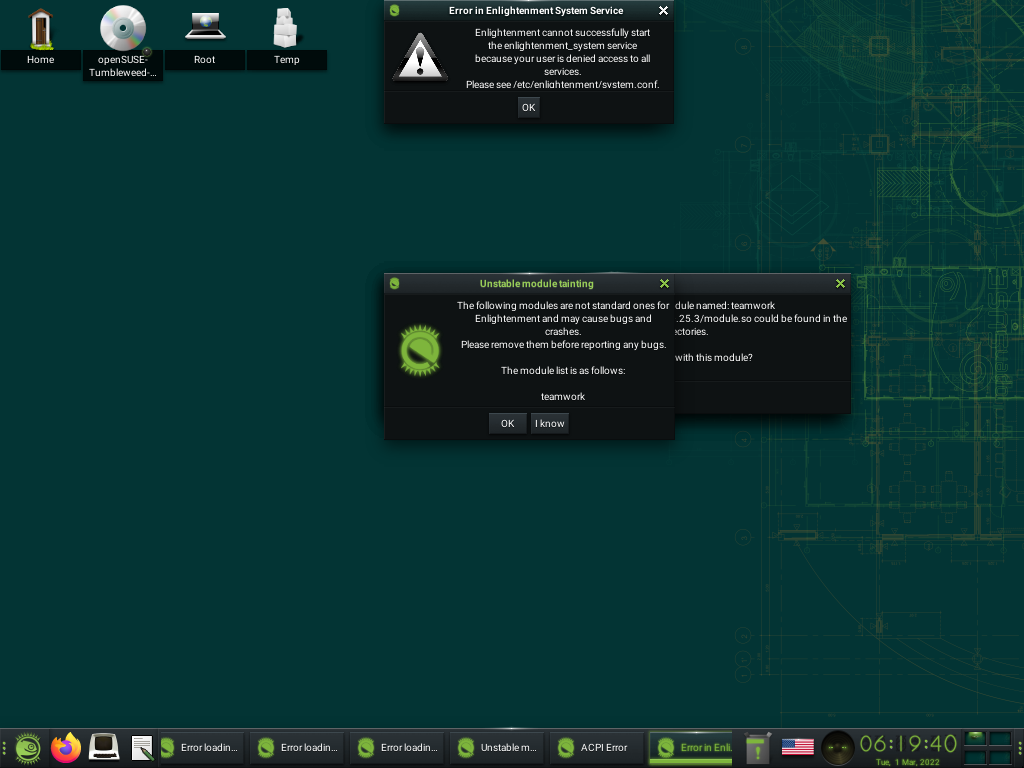 Home
openSUSE-
Tumbleweed-...
Root
Temp
Error in Enlightenment System Service
Enlightenment cannot successfully start
the enlightenment_system service
because your user is denied access to all
services.
Please see /etc/enlightenment/system.conf.
OK
Unstable module tainting
The following modules are not standard ones for
Enlightenment and may cause bugs and
crashes.
Please remove them before reporting any bugs.
The module list is as follows:
teamwork
OK
I know
dule named: teamwork
.25.3/module.so could be found in the
ectories.
with this module?
Error loadin...
Error loadin...
Error loadin...
Unstable m...
ACPI Error
Error in Enli.
06:19:40
Tue, 1 Mar, 2022